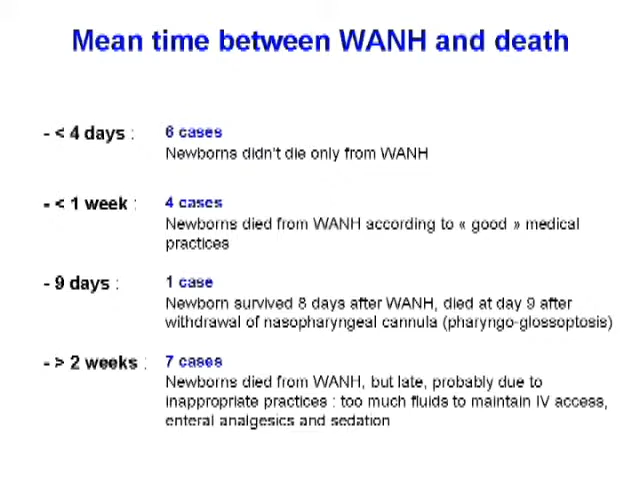 Mean time between WANH and death
- < 4 days : 6 cases
Newborns didn't die only from WANH
- < 1 week : 4 cases
Newborns died from WANH according to « good » medical
practices
- 9 days : 1 case
Newborn survived 8 days after WANH, died at day 9 after
withdrawal of nasopharyngeal cannula (pharyngo-glossoptosis)
- > 2 weeks : 7 cases
Newborns died from WANH, but late, probably due to
inappropriate practices : too much fluids to maintain IV access,
enteral analgesics and sedation